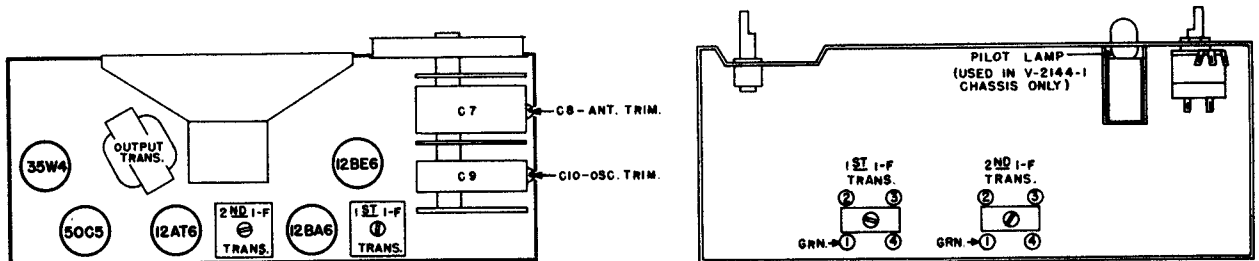 35W4
OUTPUT
TRANS.
12BE6
C7
C8-ANT. TRIM.
C9
C10-OSC. TRIM.
50C5
12AT6
2ND I-F
TRANS.
12BA6
1ST I-F
TRANS.
PILOT LAMP
(USED IN V-2144-1
CHASSIS ONLY)
1ST I-F
TRANS.
2 3
GRN. 1 4
2ND I-F
TRANS.
2 3
GRN. 1 4